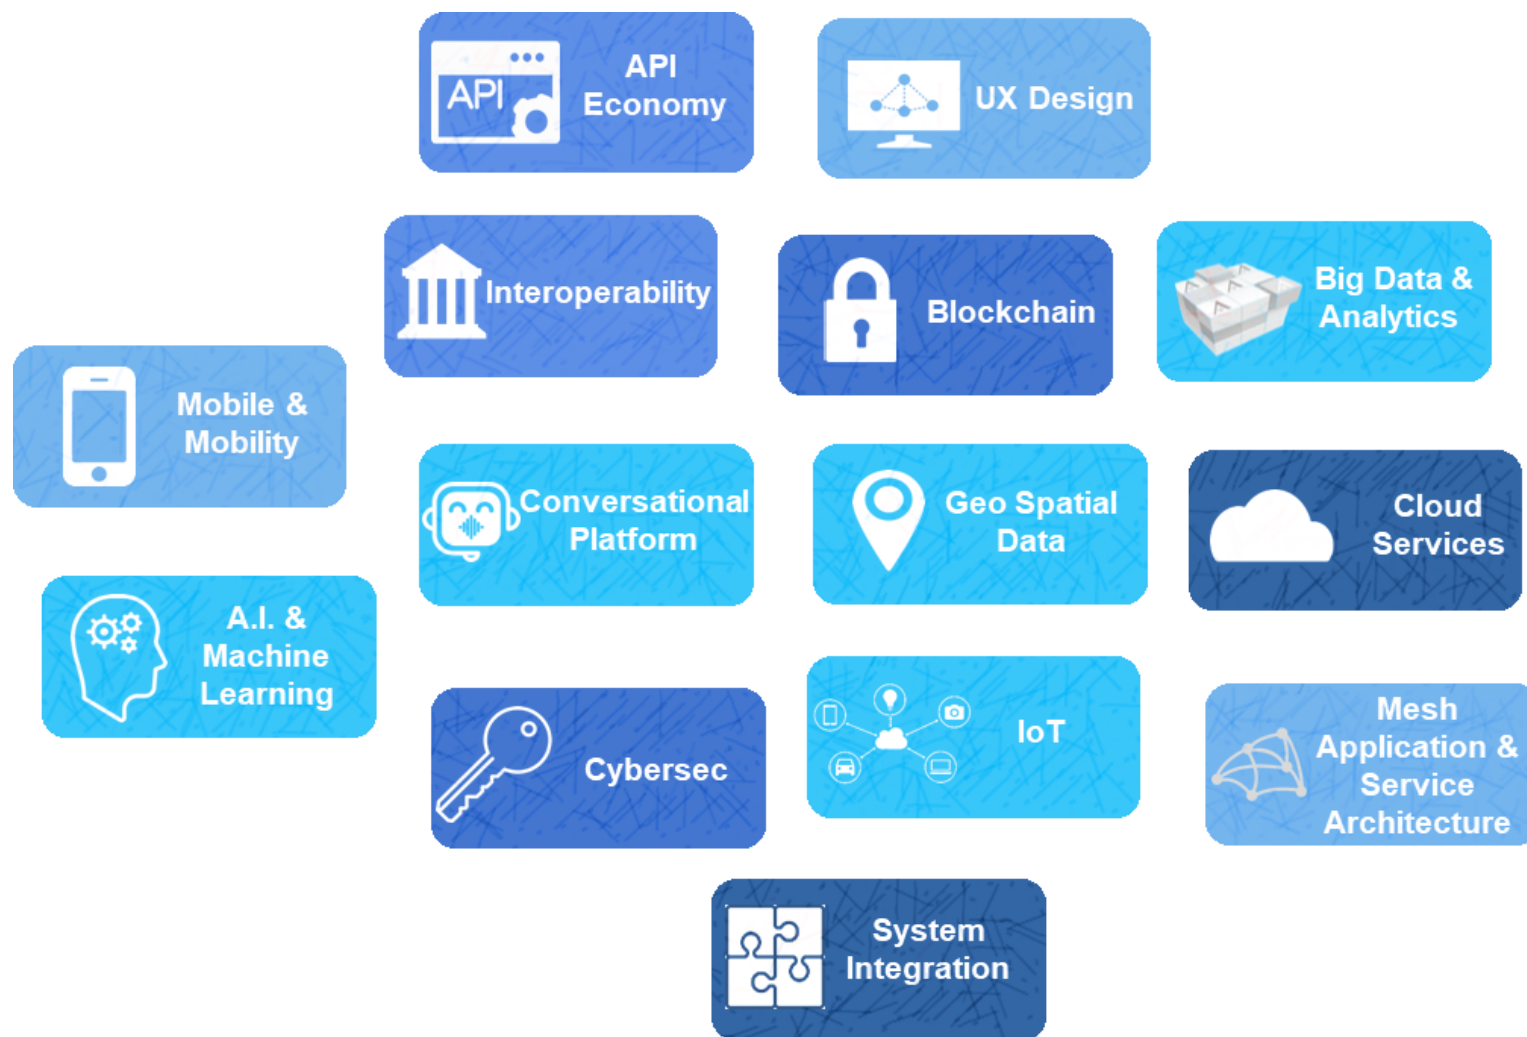 API
API
Economy
UX Design
Interoperability
Blockchain
Big Data &
Analytics
Mobile &
Mobility
Conversational
Platform
Geo Spatial
Data
Cloud
Services
A.I. &
Machine
Learning
Cybersec
IoT
Mesh
Application &
Service
Architecture
System
Integration